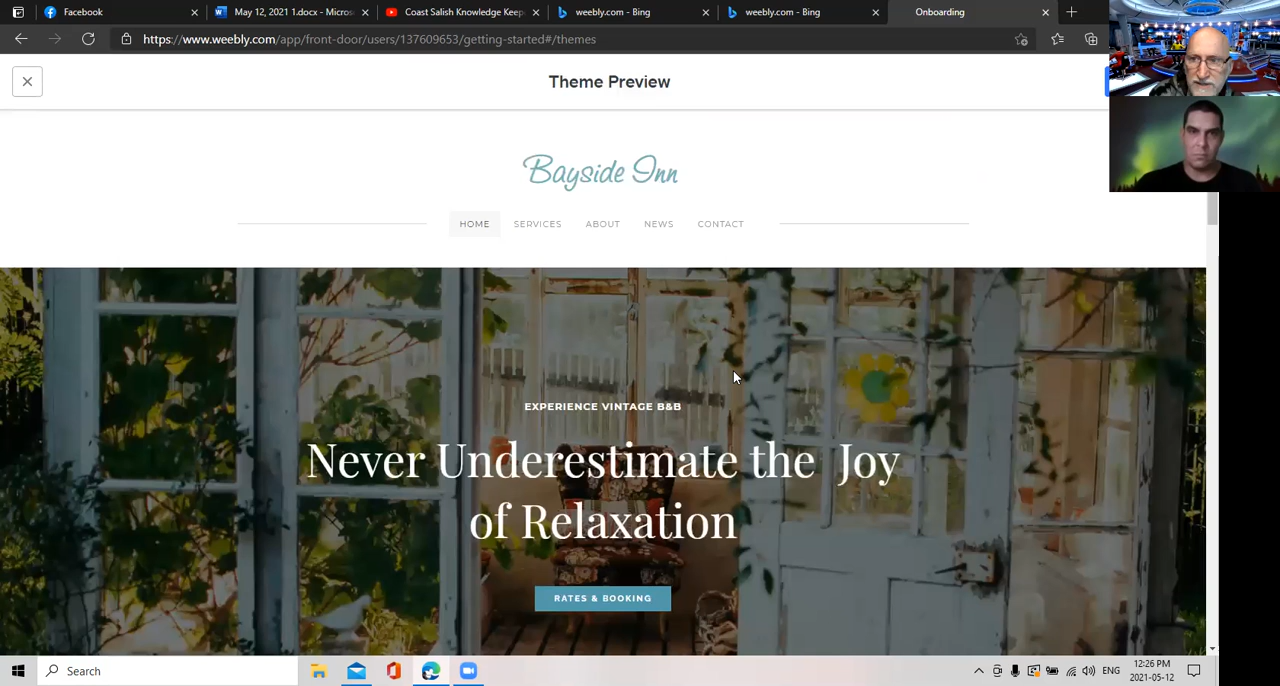 Facebook
May 12, 2021 1.docx - Micros
Coast Salish Knowledge Keep
weebly.com - Bing
weebly.com - Bing
Onboarding
https://www.weebly.com/app/front-door/users/137609653/getting-started#/themes
Theme Preview
Bayside Inn
HOME SERVICES ABOUT NEWS CONTACT
EXPERIENCE VINTAGE B&B
Never Underestimate the Joy
of Relaxation
RATES & BOOKING
Search
ENG
12:26 PM
2021-05-12